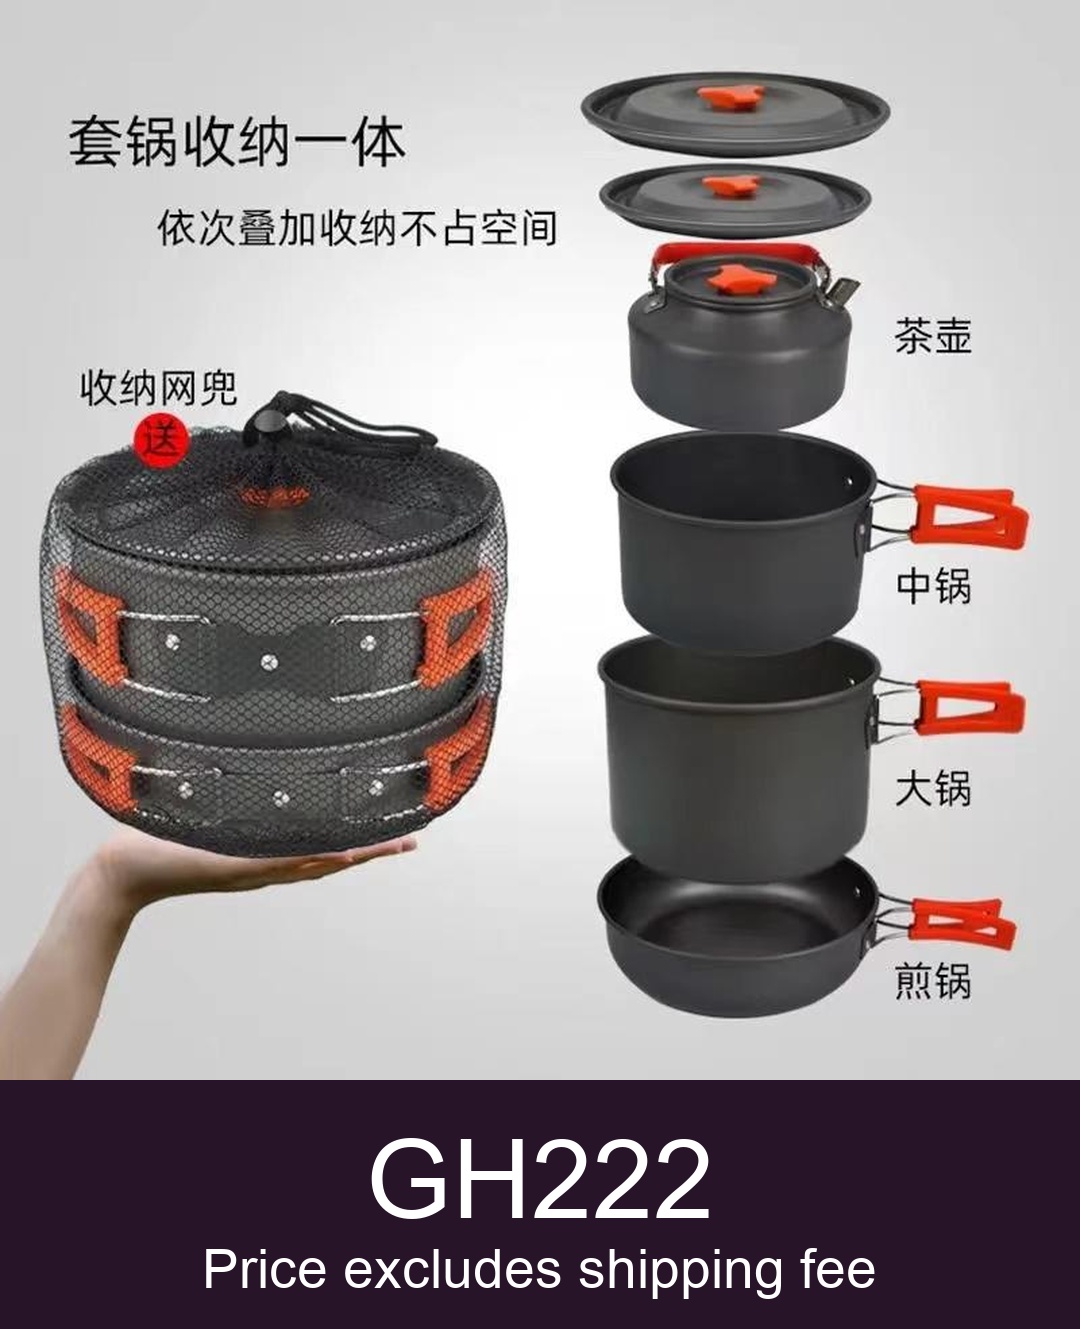 套锅收纳一体
依次叠加收纳不占空间
收纳网兜
送
茶壶
中锅
大锅
煎锅
GH222
Price excludes shipping fee